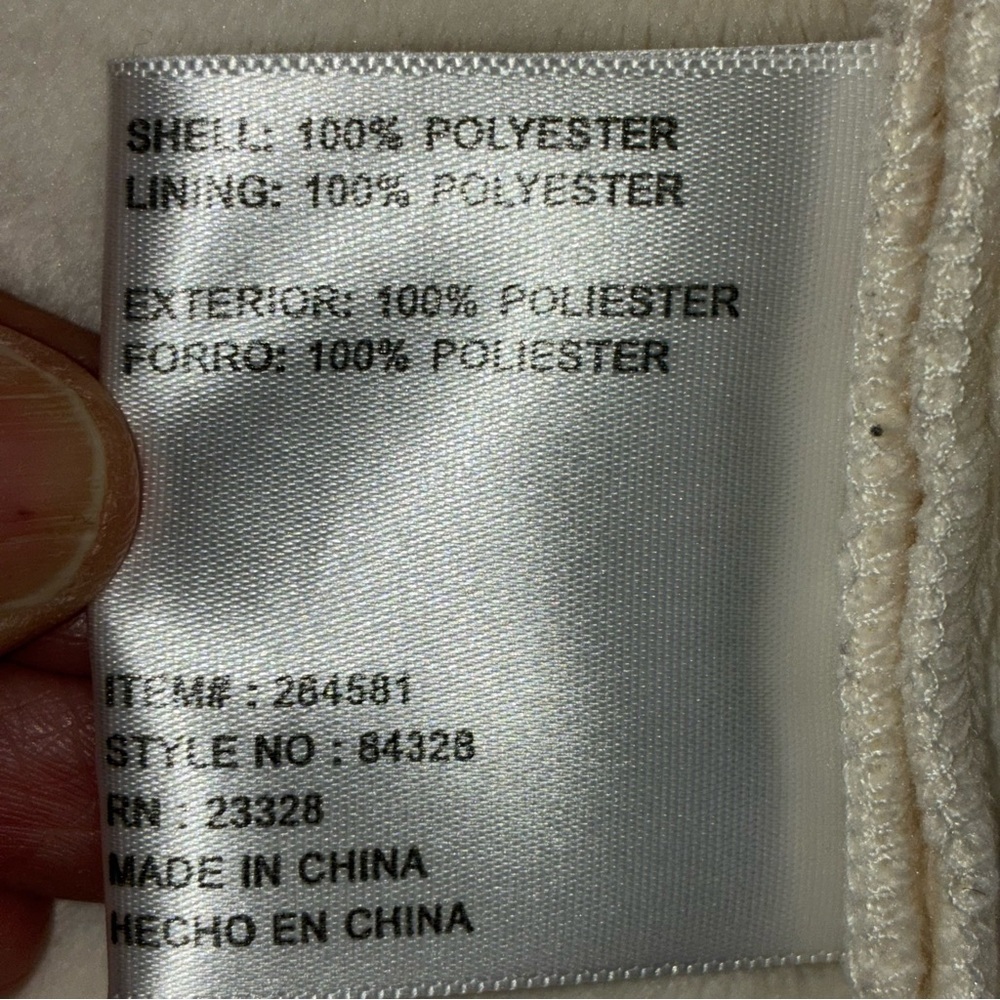 SHELL: 100% POLYESTER
LINING: 100% POLYESTER
EXTERIOR: 100% POLIESTER
FORRO: 100% POLIESTER
ITEM# : 264581
STYLE NO : 84328
RN : 23328
MADE IN CHINA
HECHO EN CHINA